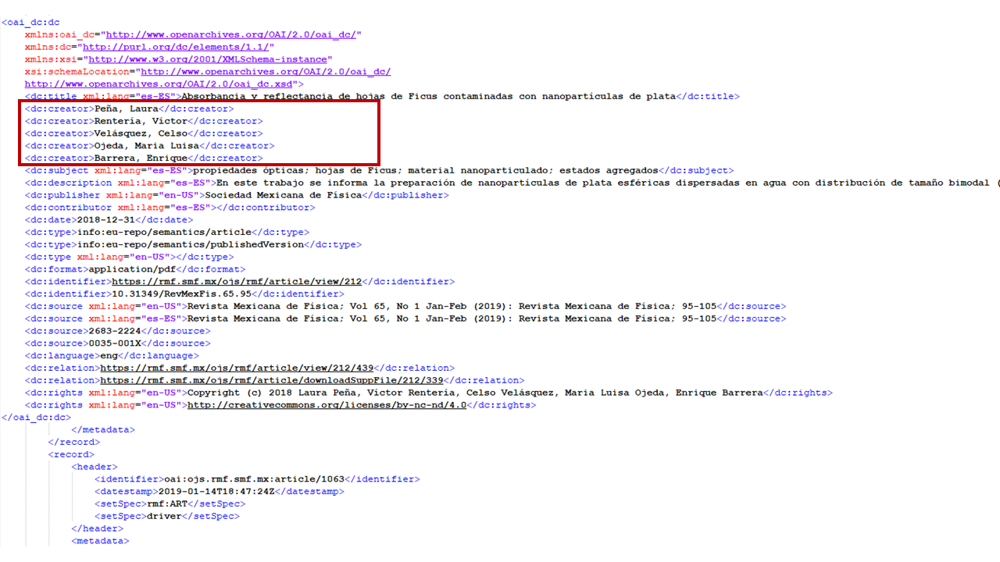 <oai_dc:dc
xmlns:oai_dc="http://www.openarchives.org/OAI/2.0/oai_dc/"
xmlns:dc="http://purl.org/dc/elements/1.1/"
xmlns:xsi="http://www.w3.org/2001/XMLSchema-instance"
xsi:schemaLocation="http://www.openarchives.org/OAI/2.0/oai_dc/
http://www.openarchives.org/OAI/2.0/oai_dc.xsd">
<dc:title xml:lang="es-ES">Absorbancia y reflectancia de hojas de Ficus contaminadas con nanopartículas de plata</dc:title>
<dc:creator>Peña, Laura</dc:creator>
<dc:creator>Rentería, Víctor</dc:creator>
<dc:creator>Velásquez, Celso</dc:creator>
<dc:creator>Ojeda, Maria Luisa</dc:creator>
<dc:creator>Barrera, Enrique</dc:creator>
<dc:subject xml:lang="es-ES">propiedades ópticas; hojas de Ficus; material nanoparticulado; estados agregados</dc:subject>
<dc:description xml:lang="es-ES">En este trabajo se informa la preparación de nanopartículas de plata esféricas dispersadas en agua con distribución de tamaño bimodal (
<dc:publisher xml:lang="en-US">Sociedad Mexicana de Física</dc:publisher>
<dc:contributor xml:lang="es-ES"></dc:contributor>
<dc:date>2018-12-31</dc:date>
<dc:type>info:eu-repo/semantics/article</dc:type>
<dc:type>info:eu-repo/semantics/publishedVersion</dc:type>
<dc:type xml:lang="en-US"></dc:type>
<dc:format>application/pdf</dc:format>
<dc:identifier>https://rmf.smf.mx/ojs/rmf/article/view/212</dc:identifier>
<dc:identifier>10.31349/RevMexFis.65.95</dc:identifier>
<dc:source xml:lang="en-US">Revista Mexicana de Física; Vol 65, No 1 Jan-Feb (2019): Revista Mexicana de Física; 95-105</dc:source>
<dc:source xml:lang="es-ES">Revista Mexicana de Física; Vol 65, No 1 Jan-Feb (2019): Revista Mexicana de Física; 95-105</dc:source>
<dc:source>2683-2224</dc:source>
<dc:source>0035-001X</dc:source>
<dc:language>eng</dc:language>
<dc:relation>https://rmf.smf.mx/ojs/rmf/article/view/212/439</dc:relation>
<dc:relation>https://rmf.smf.mx/ojs/rmf/article/downloadSuppFile/212/339</dc:relation>
<dc:rights xml:lang="en-US">Copyright (c) 2018 Laura Peña, Víctor Rentería, Celso Velásquez, Maria Luisa Ojeda, Enrique Barrera</dc:rights>
<dc:rights xml:lang="en-US">http://creativecommons.org/licenses/by-nc-nd/4.0</dc:rights>
</oai_dc:dc>
</metadata>
</record>
<record>
<header>
<identifier>oai:ojs.rmf.smf.mx:article/1063</identifier>
<datestamp>2019-01-14T18:47:24Z</datestamp>
<setSpec>rmf:ART</setSpec>
<setSpec>driver</setSpec>
</header>
<metadata>